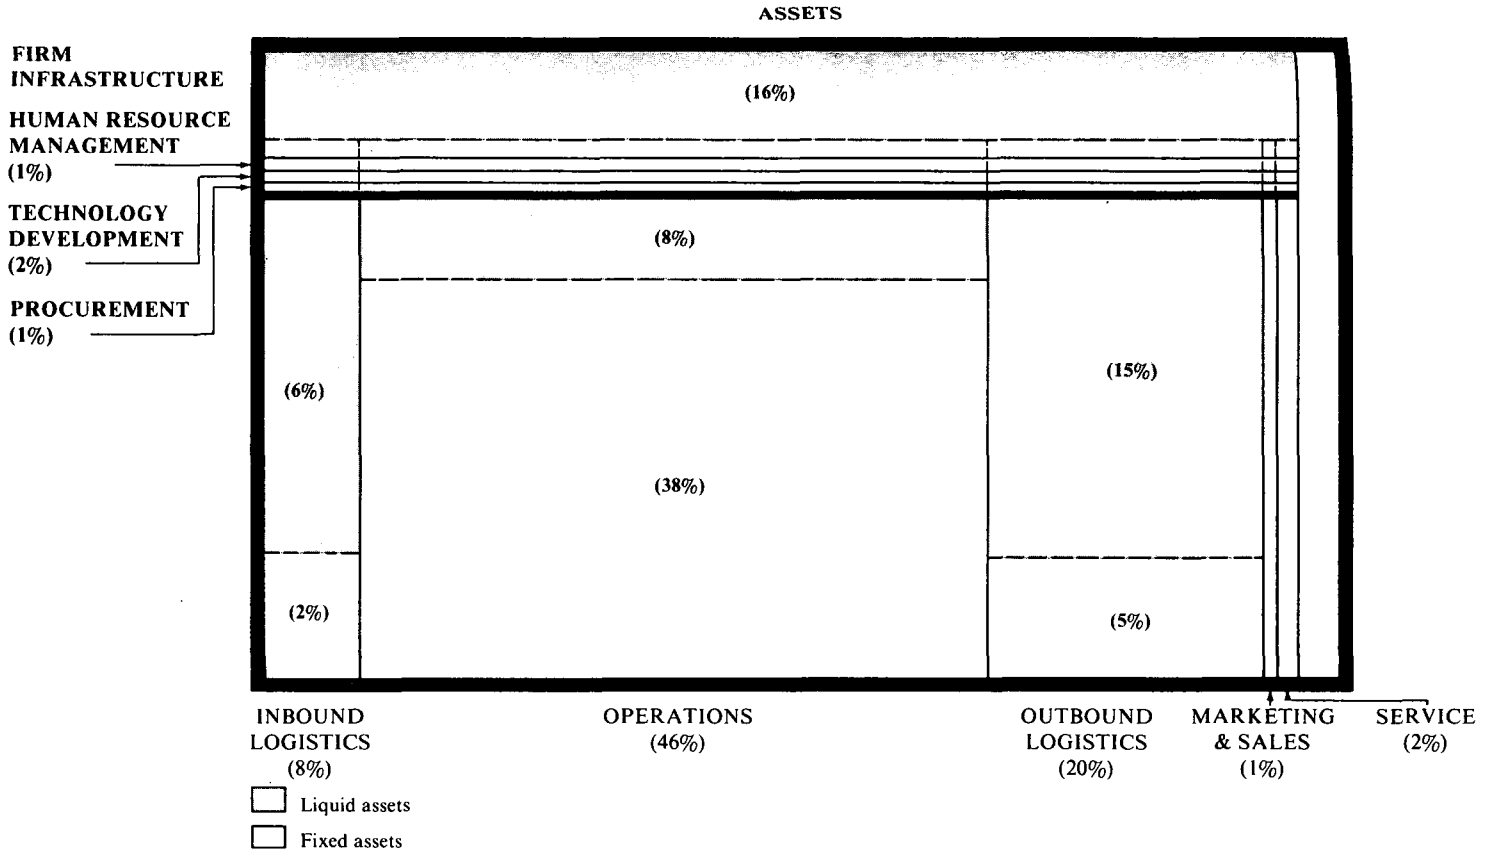 ASSETS
FIRM
INFRASTRUCTURE
(16%)
HUMAN RESOURCE
MANAGEMENT
(1%)
TECHNOLOGY
DEVELOPMENT
(2%)
PROCUREMENT
(1%)
(8%)
(6%)
(15%)
(38%)
(2%)
(5%)
INBOUND
LOGISTICS
(8%)
OPERATIONS
(46%)
OUTBOUND
LOGISTICS
(20%)
MARKETING
& SALES
(1%)
SERVICE
(2%)
Liquid assets
Fixed assets